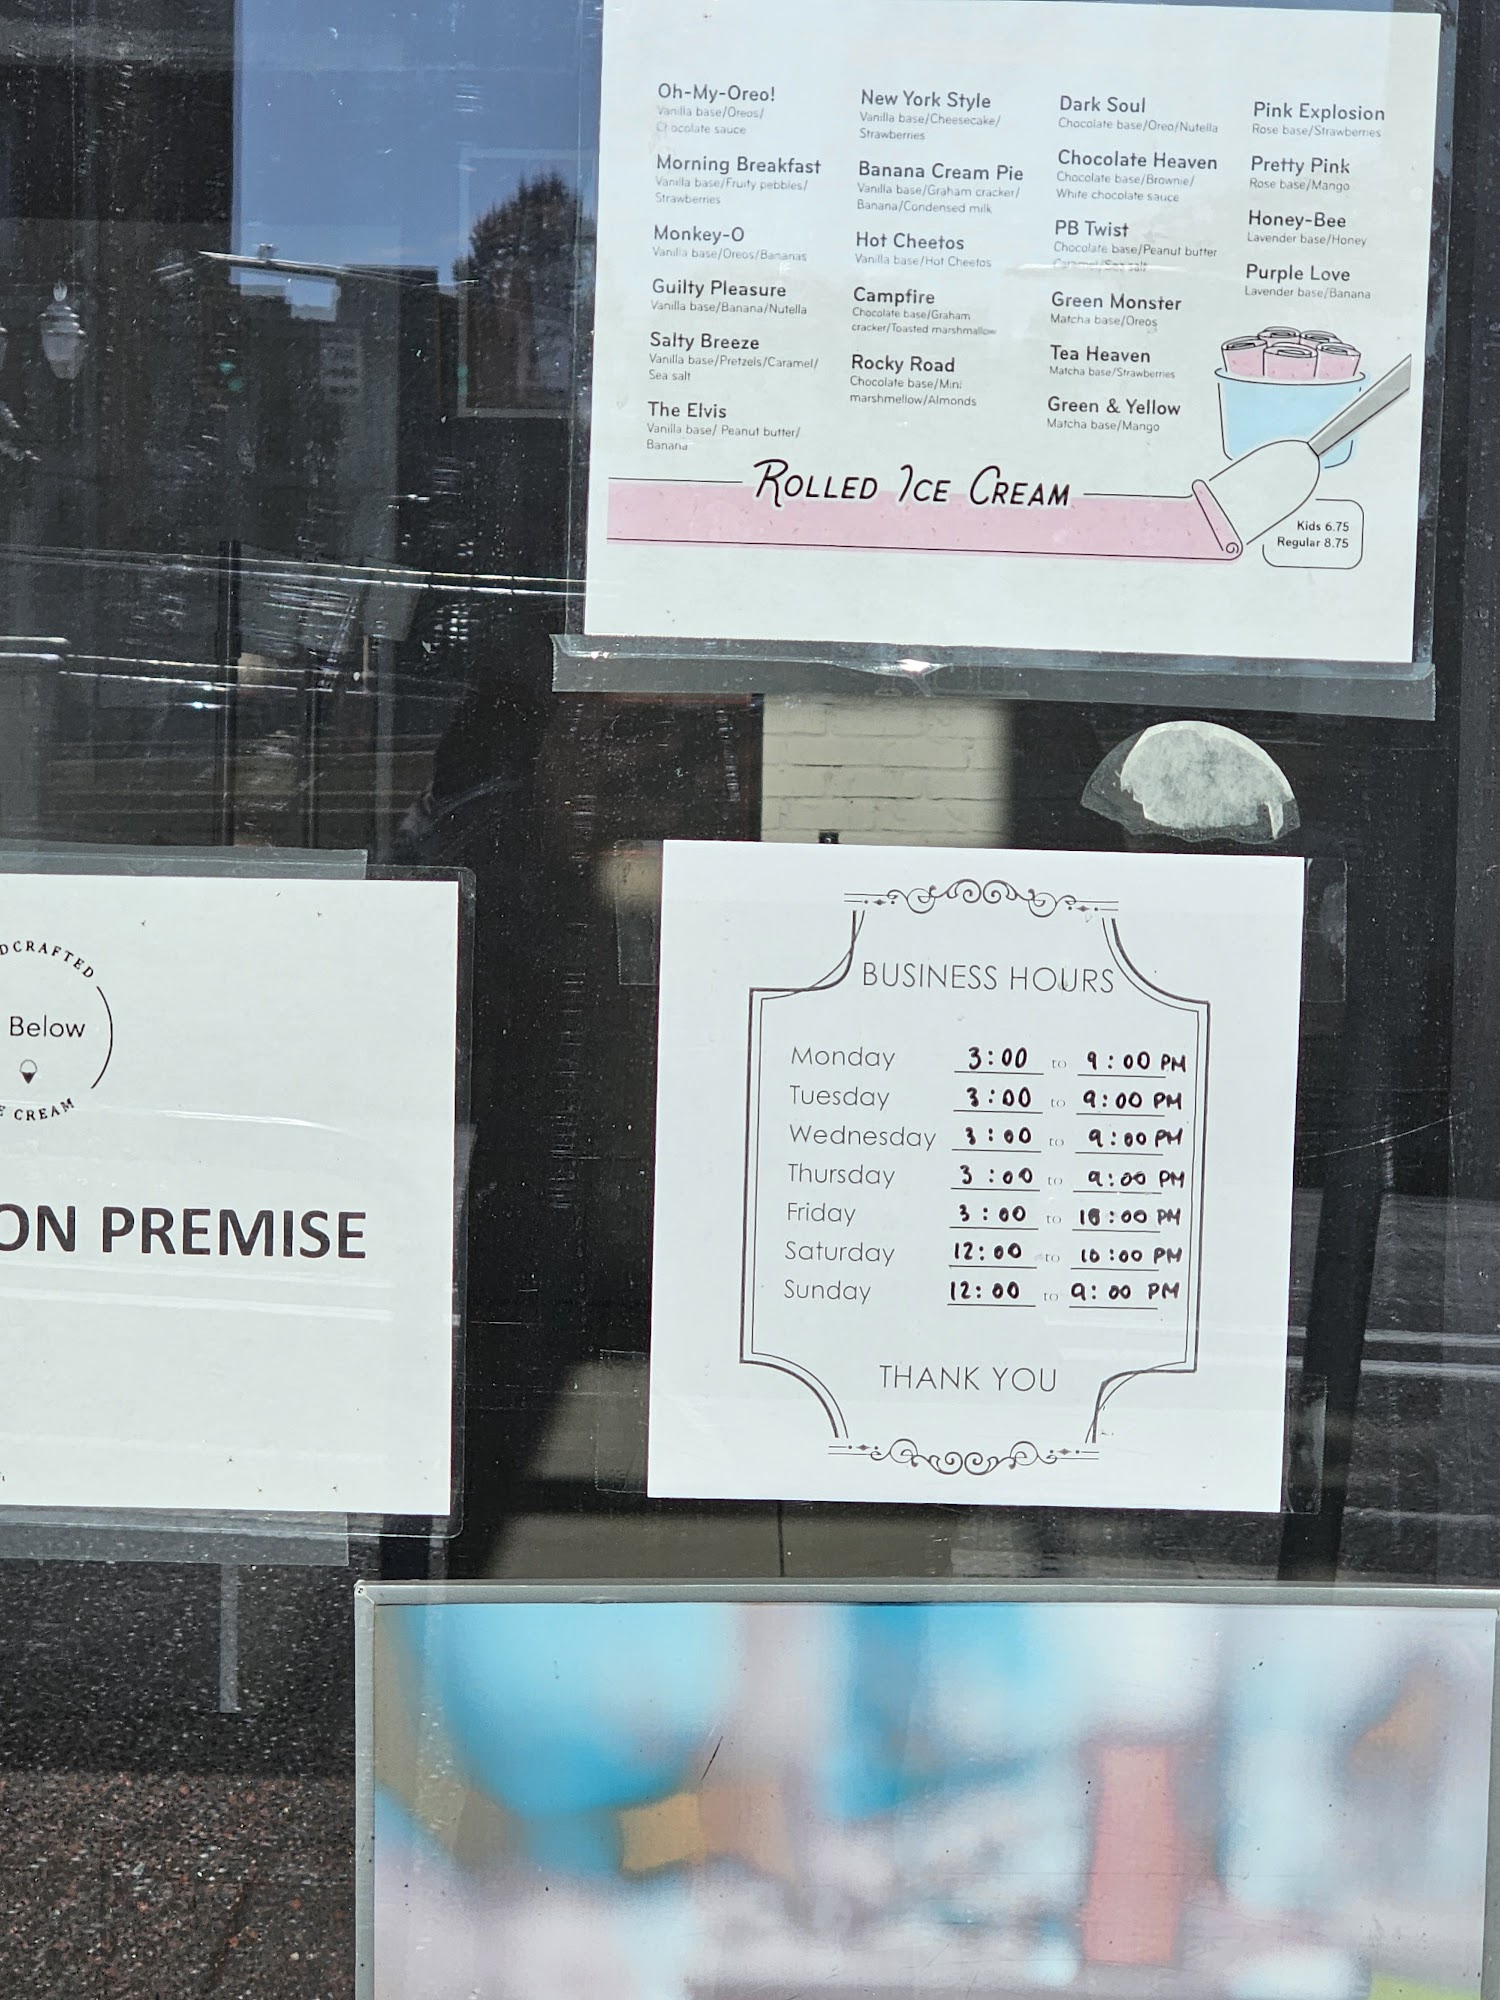 Oh-My-Oreo!
Vanilla base/Oreos/
Chocolate sauce
Morning Breakfast
Vanilla base/Fruity pebbles/
Strawberries
Monkey-O
Vanilla base/Oreos/Bananas
Guilty Pleasure
Vanilla base/Banana/Nutella
Salty Breeze
Vanilla base/Pretzels/Caramel/
Sea salt
The Elvis
Vanilla base/ Peanut butter/
Banana
New York Style
Vanilla base/Cheesecake/
Strawberries
Banana Cream Pie
Vanilla base/Graham cracker/
Banana/Condensed milk
Hot Cheetos
Vanilla base/Hot Cheetos
Campfire
Chocolate base/Graham
cracker/Toasted marshmallow
Rocky Road
Chocolate base/Mini
marshmellow/Almonds
Dark Soul
Chocolate base/Oreo/Nutella
Chocolate Heaven
Chocolate base/Brownie/
White chocolate sauce
PB Twist
Chocolate base/Peanut butter
Caramel/Sea salt
Green Monster
Matcha base/Oreos
Tea Heaven
Matcha base/Strawberries
Green & Yellow
Matcha base/Mango
Pink Explosion
Rose base/Strawberries
Pretty Pink
Rose base/Mango
Honey-Bee
Lavender base/Honey
Purple Love
Lavender base/Banana
ROLLED ICE CREAM
Kids 6.75
Regular 8.75
DCRAFTED
Below
E CREAM
ON PREMISE
BUSINESS HOURS
Monday 3:00 to 9:00 PM
Tuesday 3:00 to 9:00 PM
Wednesday 3:00 to 9:00 PM
Thursday 3:00 to 9:00 PM
Friday 3:00 to 10:00 PM
Saturday 12:00 to 10:00 PM
Sunday 12:00 to 9:00 PM
THANK YOU